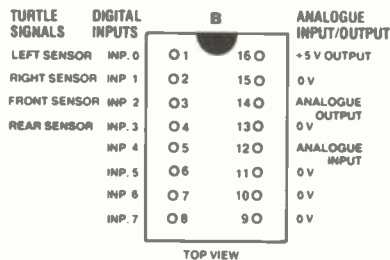 TURTLE SIGNALS DIGITAL INPUTS B ANALOGUE INPUT/OUTPUT
LEFT SENSOR INP. 0 1 16 +5 V OUTPUT
RIGHT SENSOR INP 1 2 15 0 V
FRONT SENSOR INP 2 3 14 ANALOGUE OUTPUT
REAR SENSOR INP. 3 4 13 0 V
INP 4 5 12 ANALOGUE INPUT
INP. 5 6 11 0 V
INP 6 7 10 0 V
INP. 7 8 9 0 V
TOP VIEW